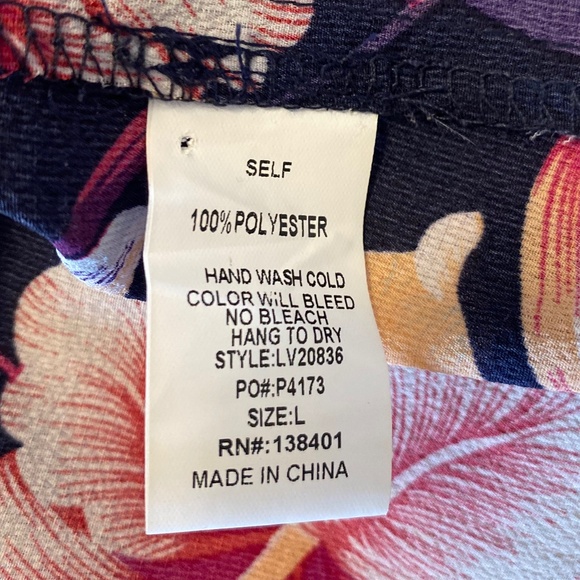 SELF
100% POLYESTER
HAND WASH COLD
COLOR WILL BLEED
NO BLEACH
HANG TO DRY
STYLE:LV20836
PO#:P4173
SIZE:L
RN#:138401
MADE IN CHINA